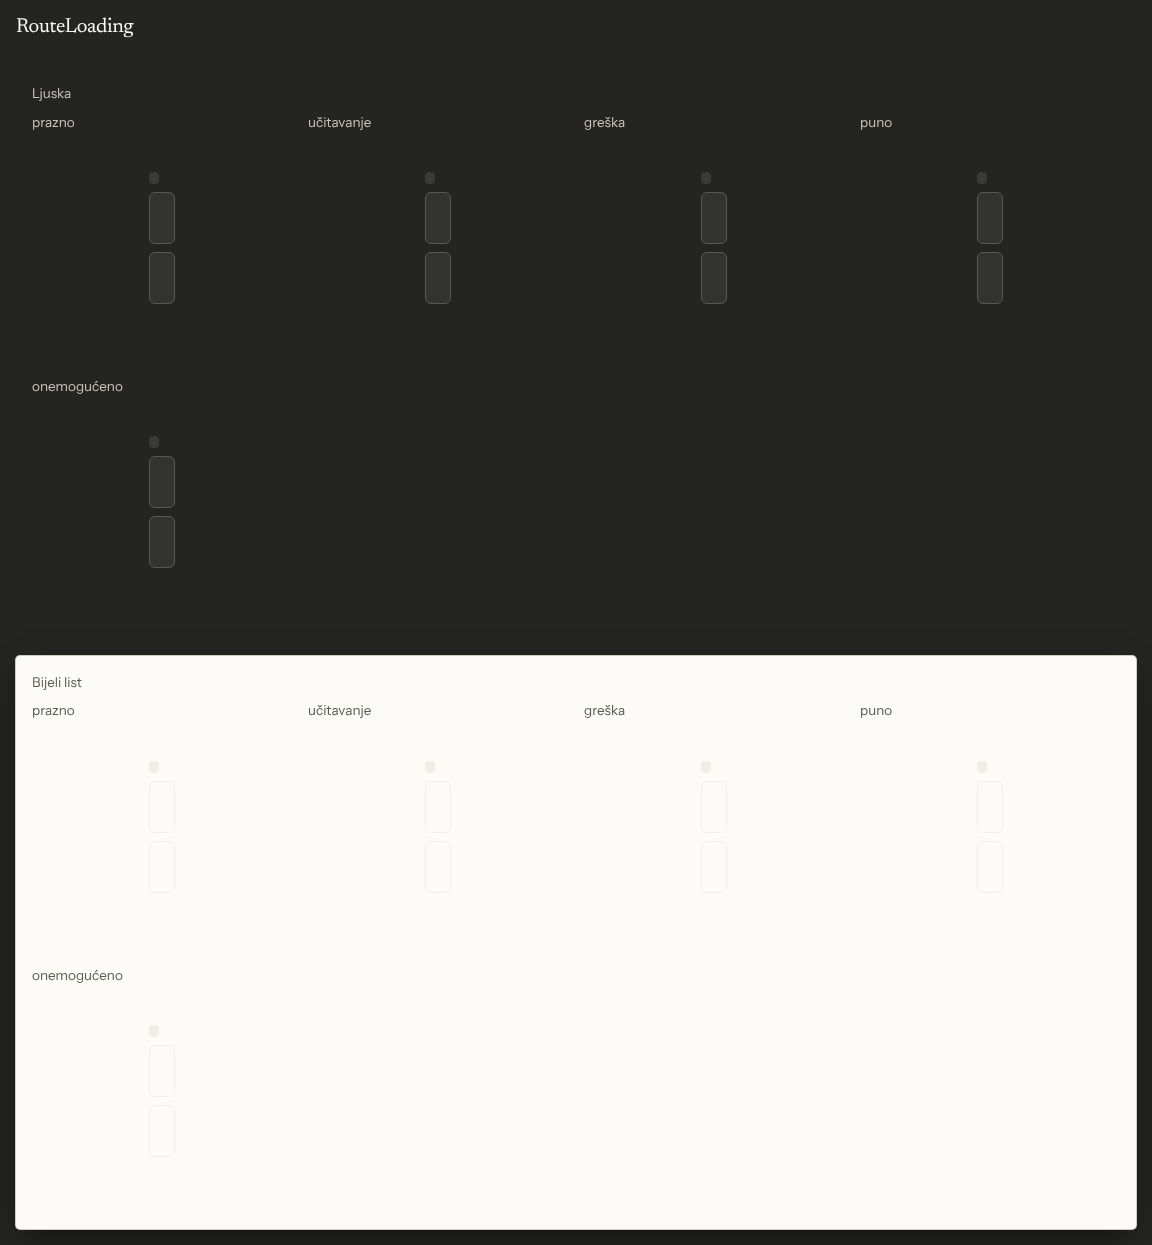 RouteLoading
Ljuska
prazno učitavanje greška puno
onemogućeno
Bijeli list
prazno učitavanje greška puno
onemogućeno